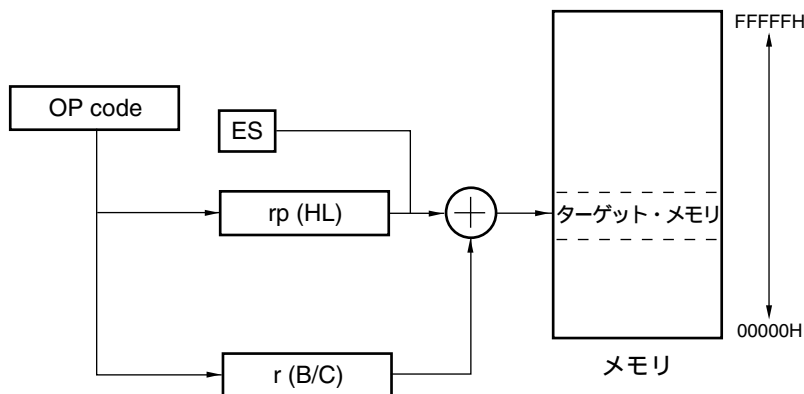 FFFFFH
OP code
ES
rp (HL)
ターゲット・メモリ
00000H
r (B/C)
メモリ